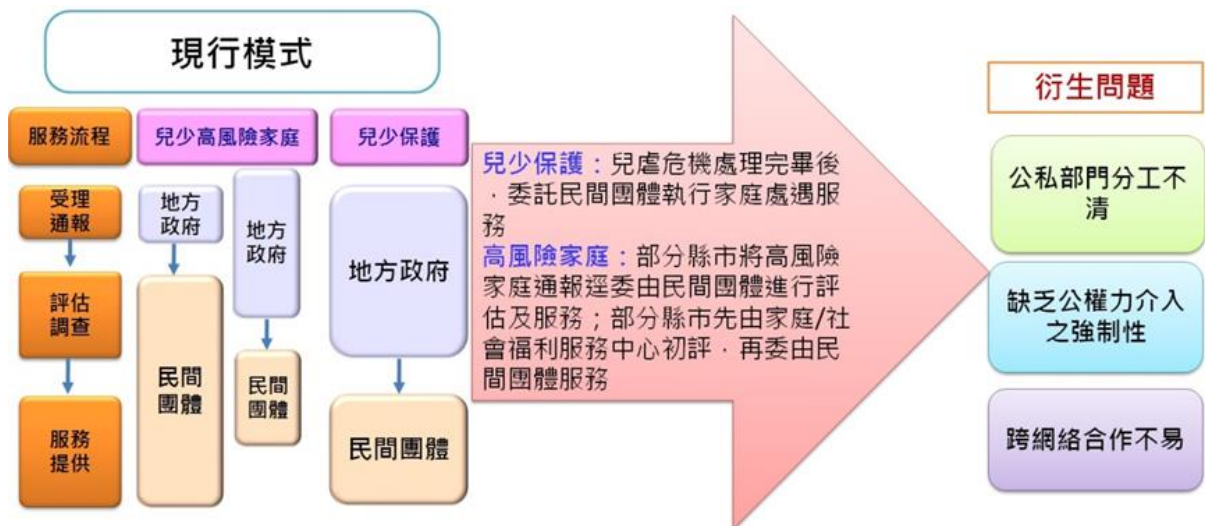 現行模式
服務流程
兒少高風險家庭
兒少保護
受理
通報
評估
調查
服務
提供
地方
政府
民間
團體
地方
政府
民間
團體
地方政府
民間團體
兒少保護：兒虐危機處理完畢後
，委託民間團體執行家庭處遇服
務
高風險家庭：部分縣市將高風險
家庭通報逕委由民間團體進行評
估及服務；部分縣市先由家庭/社
會福利服務中心初評，再委由民
間團體服務
衍生問題
公私部門分工不
清
缺乏公權力介入
之強制性
跨網絡合作不易